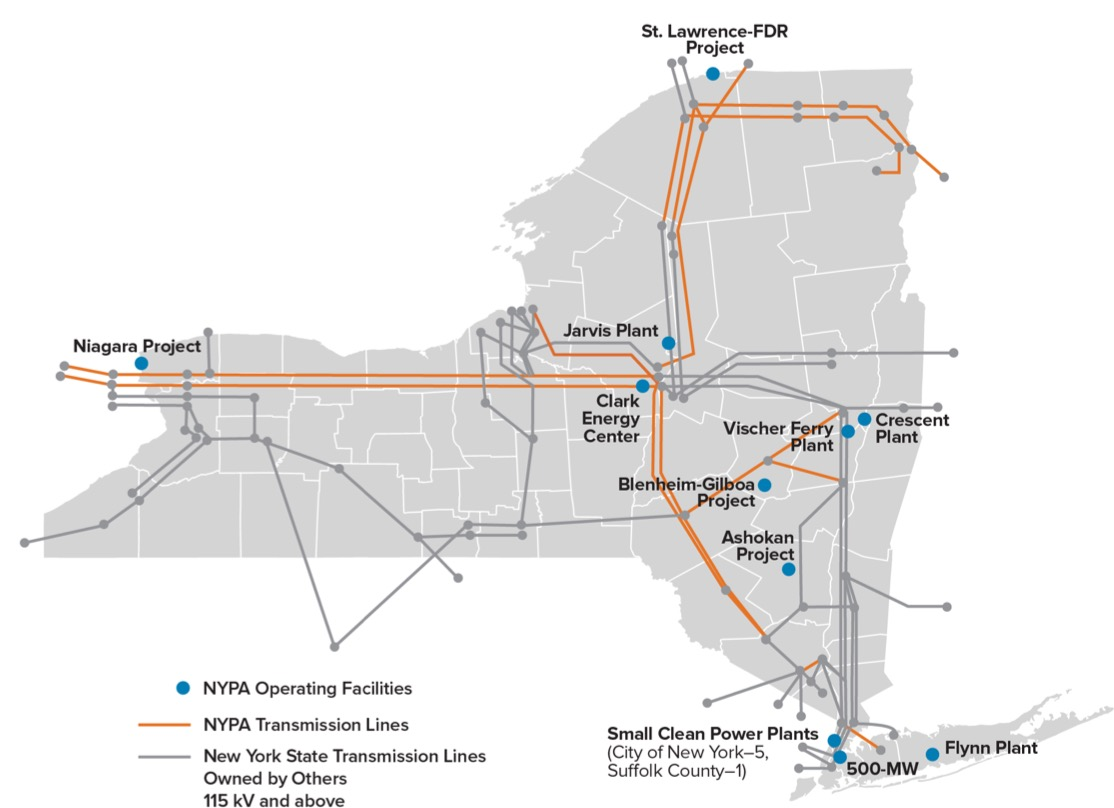 St. Lawrence-FDR
Project
Niagara Project
Jarvis Plant
Clark
Energy
Center
Vischer Ferry
Plant
Crescent
Plant
Blenheim-Gilboa
Project
Ashokan
Project
NYPA Operating Facilities
NYPA Transmission Lines
New York State Transmission Lines
Owned by Others
115 kV and above
Small Clean Power Plants
(City of New York–5,
Suffolk County–1)
500-MW
Flynn Plant